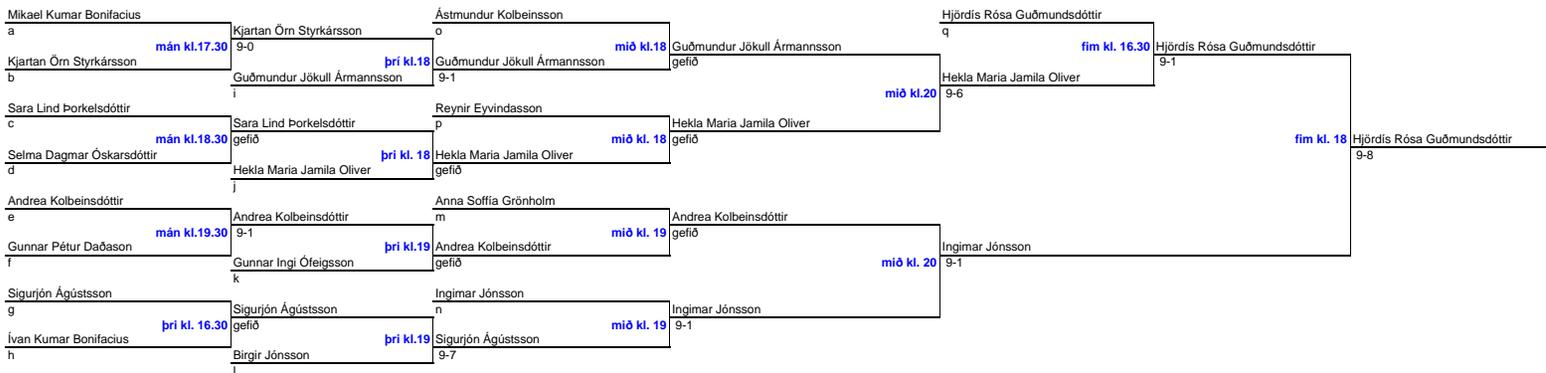 Mikael Kumar Bonifacius
a
mán kl.17.30
Kjartan Örn Styrkársson
b
Sara Lind Þorkelsdóttir
c
mán kl.18.30
Selma Dagmar Óskarsdóttir
d
Andrea Kolbeinsdóttir
e
mán kl.19.30
Gunnar Pétur Daðason
f
Sigurjón Ágústsson
g
þri kl. 16.30
Ívan Kumar Bonifacius
h
Kjartan Örn Styrkársson
9-0
þri kl.18
Guðmundur Jökull Ármannsson
i
Sara Lind Þorkelsdóttir
gefið
þri kl. 18
Hekla Maria Jamila Oliver
j
Andrea Kolbeinsdóttir
9-1
þri kl.19
Gunnar Ingi Ófeigsson
k
Sigurjón Ágústsson
gefið
þri kl.19
Birgir Jónsson
l
Ástmundur Kolbeinsson
o
mið kl.18
Guðmundur Jökull Ármannsson
9-1
Reynir Eyvindasson
p
mið kl. 18
Hekla Maria Jamila Oliver
gefið
Anna Soffía Grönholm
m
mið kl. 19
Andrea Kolbeinsdóttir
gefið
Ingimar Jónsson
n
mið kl. 19
Sigurjón Ágústsson
9-7
Guðmundur Jökull Ármannsson
gefið
mið kl.20
Hekla Maria Jamila Oliver
gefið
Andrea Kolbeinsdóttir
gefið
mið kl. 20
Ingimar Jónsson
9-1
Hjördís Rósa Guðmundsdóttir
q
fim kl. 16.30
Hekla Maria Jamila Oliver
9-6
Ingimar Jónsson
9-1
Hjördís Rósa Guðmundsdóttir
9-1
fim kl. 18
Hjördís Rósa Guðmundsdóttir
9-8